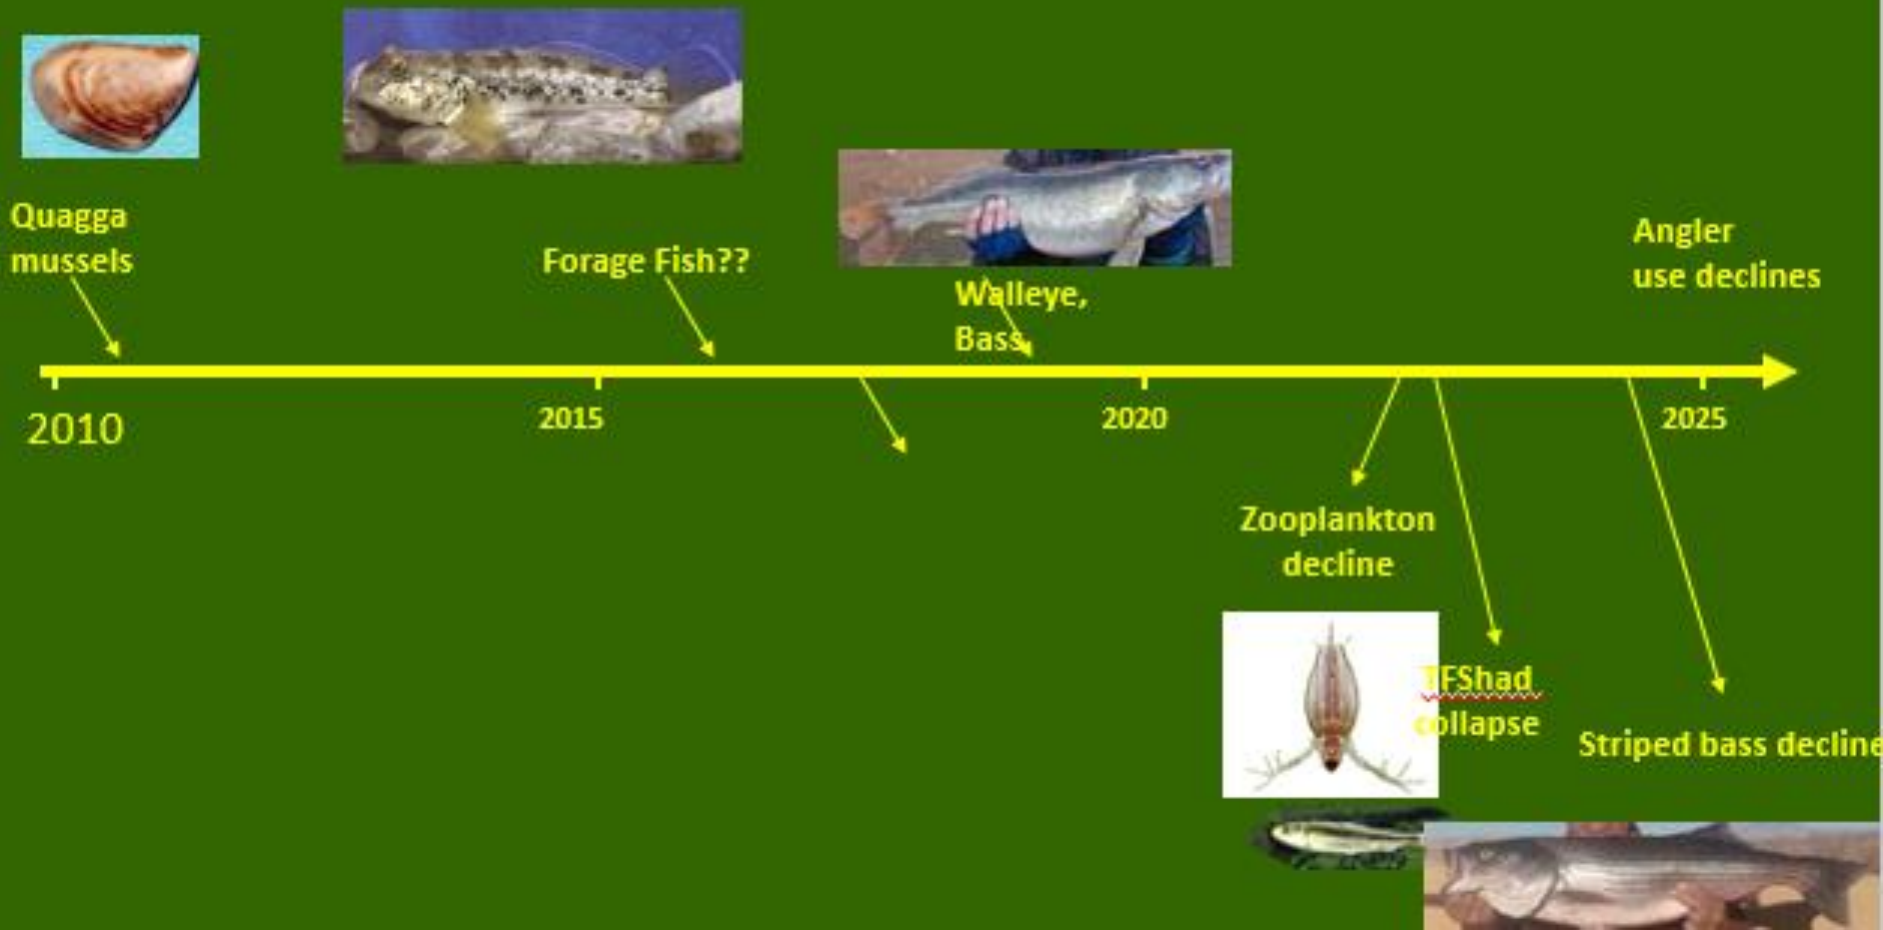 Quagga
mussels
Forage Fish??
Walleye,
Bass
Angler
use declines
2010
2015
2020
2025
Zooplankton
decline
TFShad
collapse
Striped bass decline